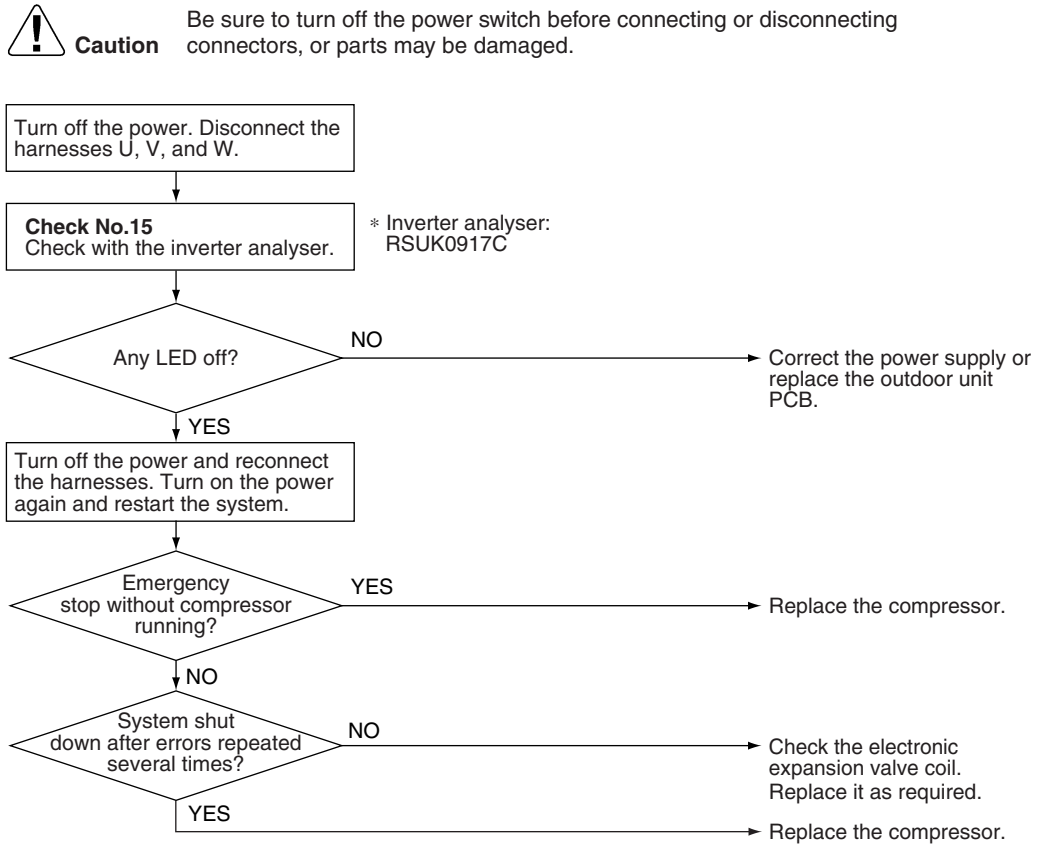 Caution
Be sure to turn off the power switch before connecting or disconnecting
connectors, or parts may be damaged.
Turn off the power. Disconnect the
harnesses U, V, and W.
Check No.15
Check with the inverter analyser.
* Inverter analyser:
RSUK0917C
Any LED off?
NO
Correct the power supply or
replace the outdoor unit
PCB.
YES
Turn off the power and reconnect
the harnesses. Turn on the power
again and restart the system.
Emergency
stop without compressor
running?
YES
Replace the compressor.
NO
System shut
down after errors repeated
several times?
NO
Check the electronic
expansion valve coil.
Replace it as required.
YES
Replace the compressor.